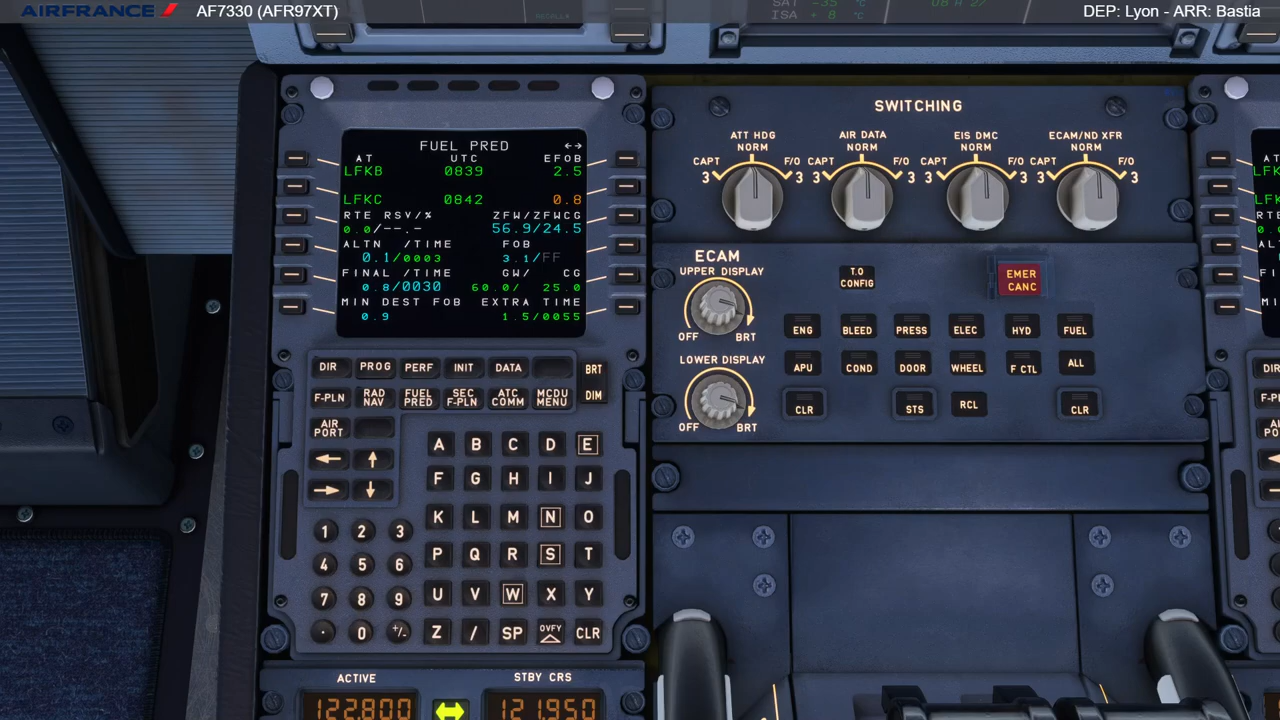 AIRFRANCE AF7330 (AFR97XT) DEP: Lyon - ARR: Bastia
SAT -35 °C
ISA + 8 °C
FUEL PRED ←→
AT UTC EFOB
LFKB 0839 2.5
LFKC 0842 0.8
RTE RSV/% ZFW/ZFWCG
0.0/--.- 56.9/24.5
ALTN /TIME FOB
0.1/0003 3.1/FF
FINAL /TIME GW/ CG
0.8/0030 60.0/ 25.0
MIN DEST FOB EXTRA TIME
0.9 1.5/0055
DIR PROG PERF INIT DATA BRT
F-PLN RAD NAV FUEL PRED SEC F-PLN ATC COMM MCDU MENU DIM
AIR PORT
← ↑
→ ↓
A B C D E
F G H I J
K L M N O
P Q R S T
U V W X Y
Z / SP OVFY CLR
1 2 3
4 5 6
7 8 9
. 0 +/-
ACTIVE STBY CRS
122.800 121.950
SWITCHING
ATT HDG AIR DATA EIS DMC ECAM/ND XFR
NORM NORM NORM NORM
CAPT F/O CAPT F/O CAPT F/O CAPT F/O
3 3 3 3 3 3 3 3
ECAM
UPPER DISPLAY
OFF BRT
LOWER DISPLAY
OFF BRT
T.O CONFIG
EMER CANC
ENG BLEED PRESS ELEC HYD FUEL
APU COND DOOR WHEEL F CTL ALL
CLR STS RCL CLR